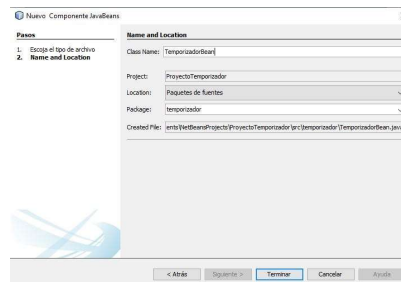 Nuevo Componente JavaBeans
Pasos
1. Escoja el tipo de archivo
2. Name and Location
Name and Location
Class Name: TemporizadorBean
Project: ProyectoTemporizador
Location: Paquetes de fuentes
Package: temporizador
Created File: ents\NetBeansProjects\ProyectoTemporizador\src\temporizador\TemporizadorBean.java
< Atrás Siguiente > Terminar Cancelar Ayuda